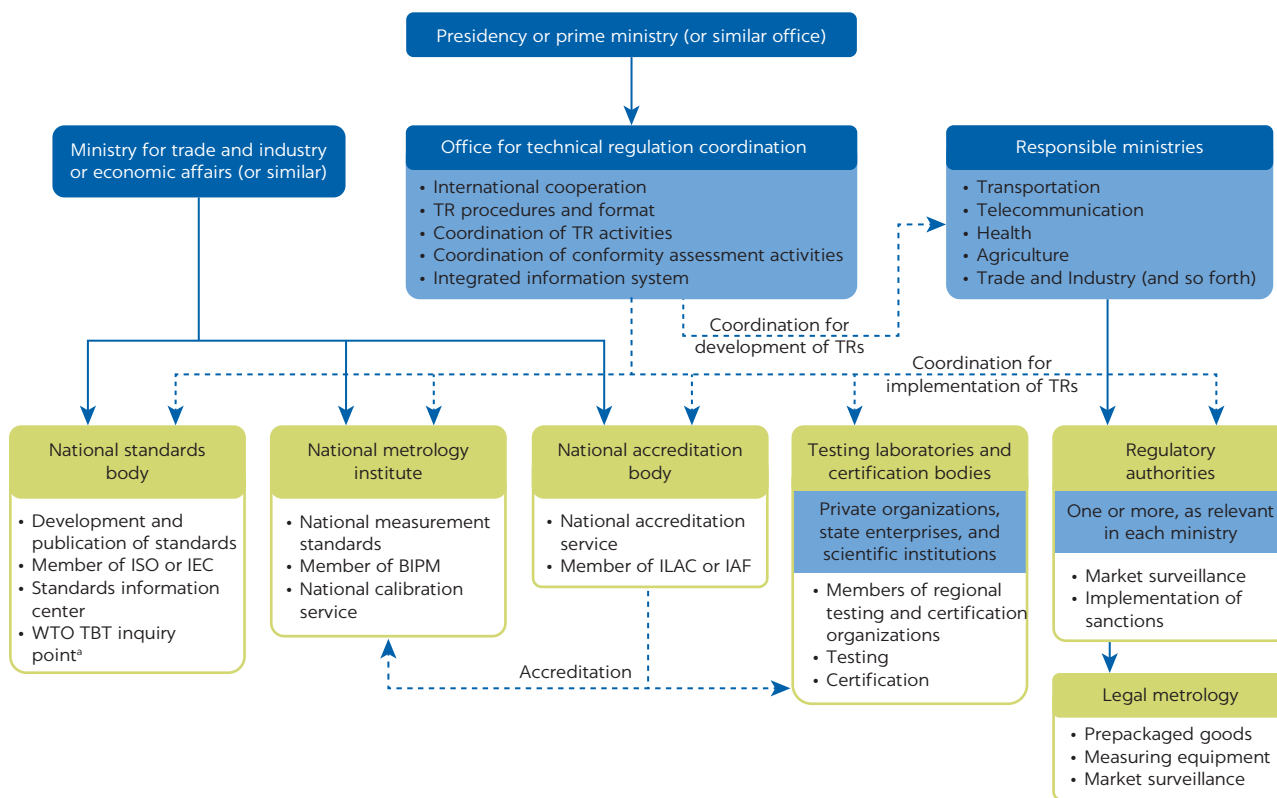 Presidency or prime ministry (or similar office)
Ministry for trade and industry
or economic affairs (or similar)
Office for technical regulation coordination
• International cooperation
• TR procedures and format
• Coordination of TR activities
• Coordination of conformity assessment activities
• Integrated information system
Responsible ministries
• Transportation
• Telecommunication
• Health
• Agriculture
• Trade and Industry (and so forth)
Coordination for
development of TRs
Coordination for
implementation of TRs
National standards
body
• Development and
publication of standards
• Member of ISO or IEC
• Standards information
center
• WTO TBT inquiry
pointᵃ
National metrology
institute
• National measurement
standards
• Member of BIPM
• National calibration
service
National accreditation
body
• National accreditation
service
• Member of ILAC or IAF
Testing laboratories and
certification bodies
Private organizations,
state enterprises, and
scientific institutions
• Members of regional
testing and certification
organizations
• Testing
• Certification
Regulatory
authorities
One or more, as relevant
in each ministry
• Market surveillance
• Implementation of
sanctions
Accreditation
Legal metrology
• Prepackaged goods
• Measuring equipment
• Market surveillance